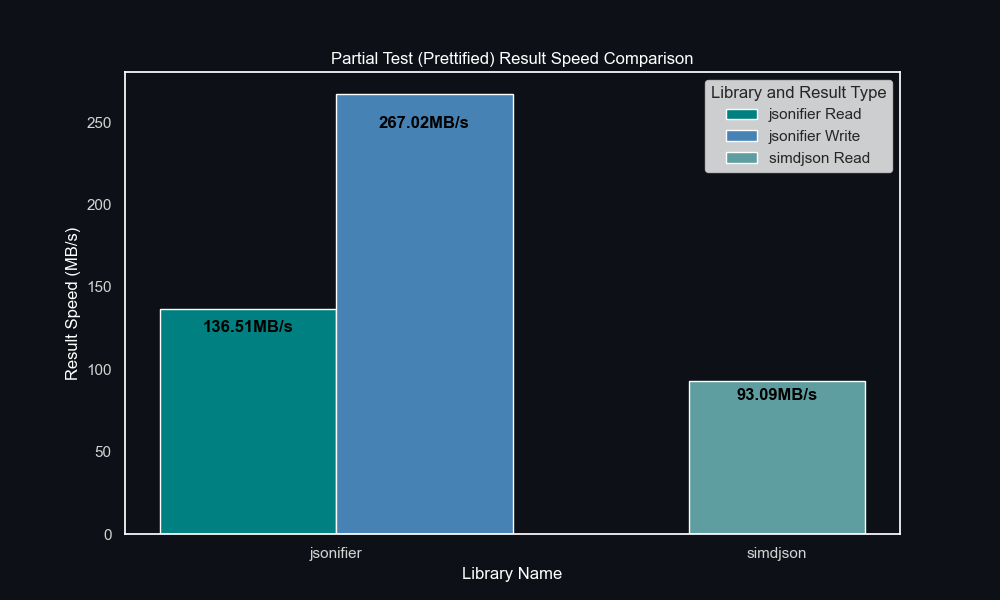 Partial Test (Prettified) Result Speed Comparison
Library and Result Type
jsonifier Read
jsonifier Write
simdjson Read
Result Speed (MB/s)
250
200
150
100
50
0
136.51MB/s
267.02MB/s
93.09MB/s
jsonifier
simdjson
Library Name